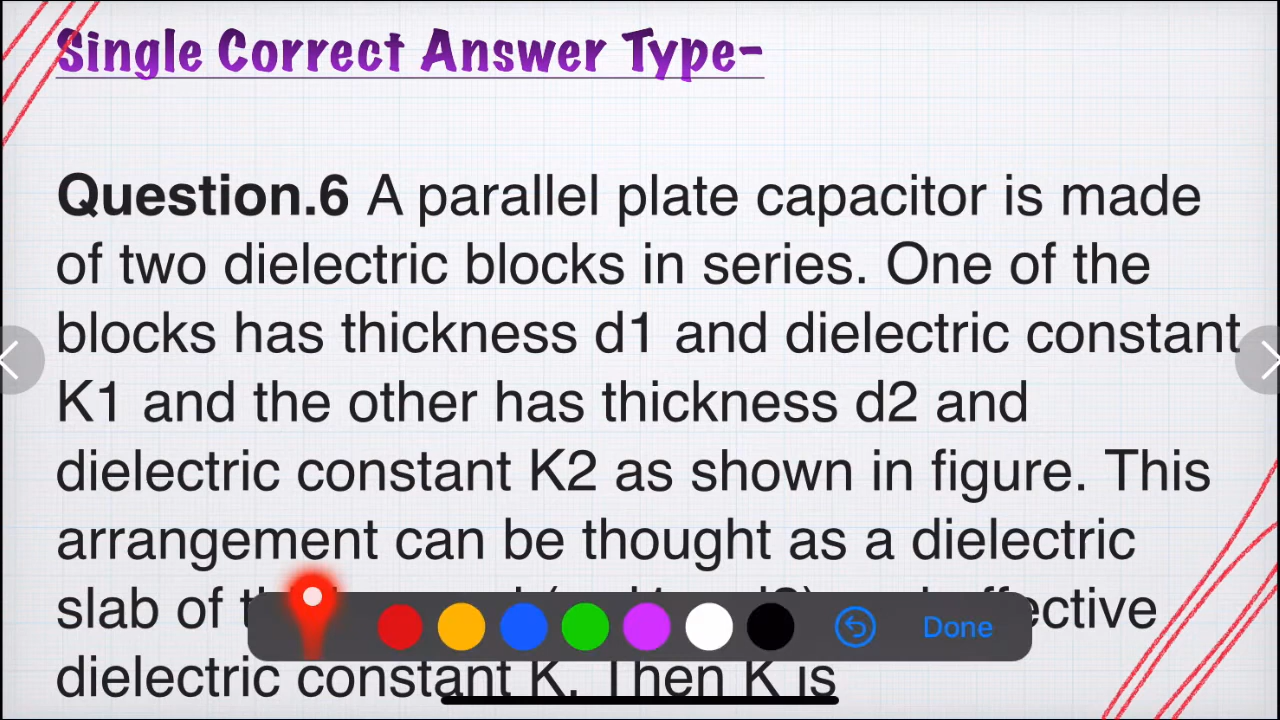 Single Correct Answer Type-
Question.6 A parallel plate capacitor is made
of two dielectric blocks in series. One of the
blocks has thickness d1 and dielectric constant
K1 and the other has thickness d2 and
dielectric constant K2 as shown in figure. This
arrangement can be thought as a dielectric
slab of
Done
dielectric constant K. Then K is